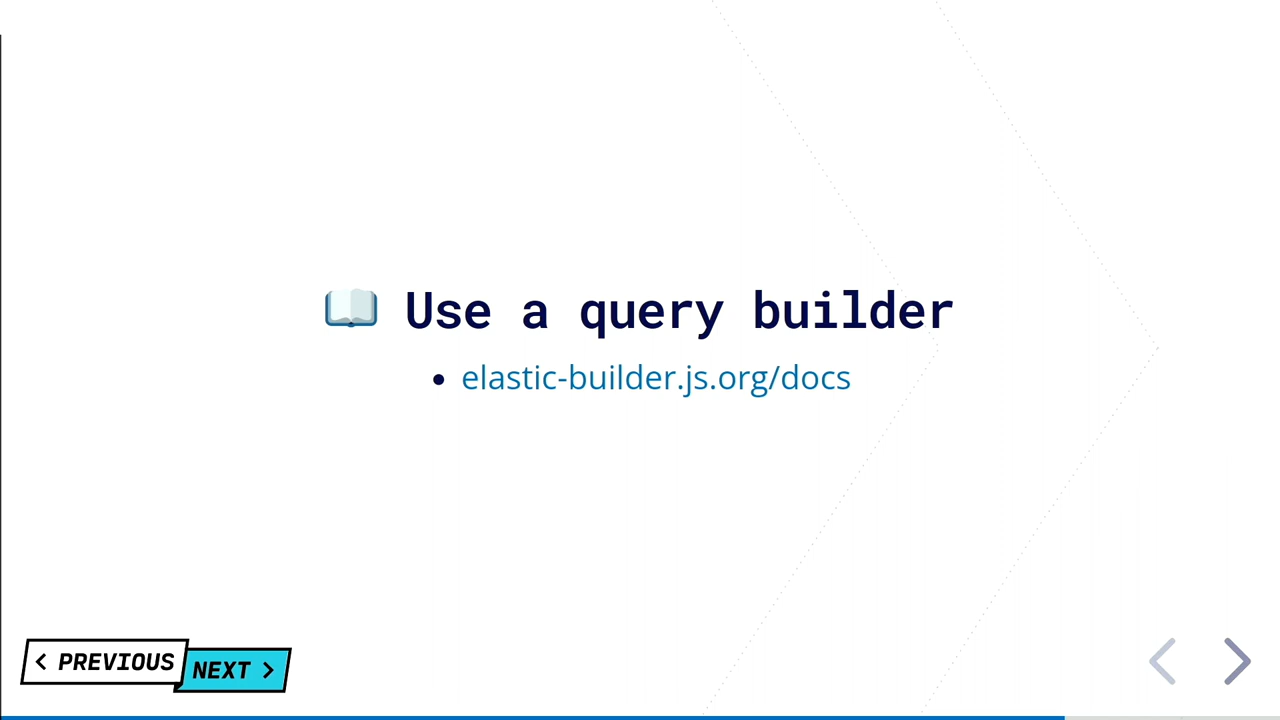 📖 Use a query builder
• elastic-builder.js.org/docs
< PREVIOUS
NEXT >